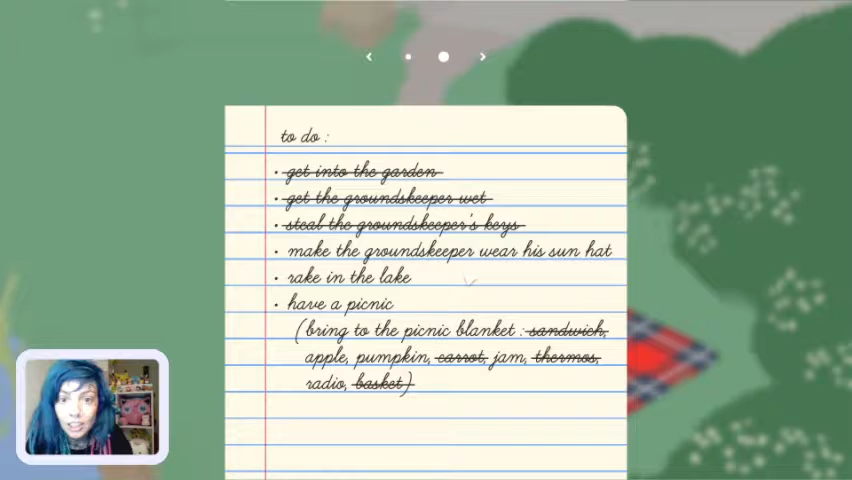 to do :
• get into the garden
• get the groundskeeper wet
• steal the groundskeeper's keys
• make the groundskeeper wear his sun hat
• rake in the lake
• have a picnic
(bring to the picnic blanket : sandwich,
apple, pumpkin, carrot, jam, thermos,
radio, basket)